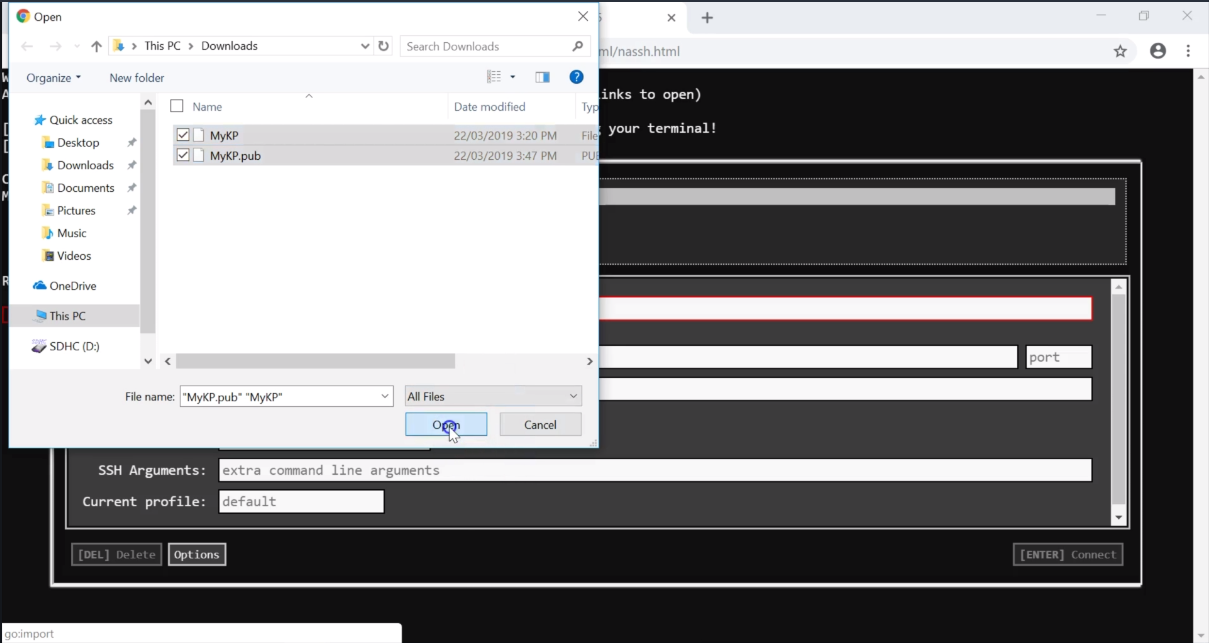 Open
This PC > Downloads
Search Downloads
ml/nassh.html
Organize
New folder
?
inks to open)
your terminal!
Name
Date modified
Typ
MyKP
22/03/2019 3:20 PM
File
MyKP.pub
22/03/2019 3:47 PM
PUB
Quick access
Desktop
Downloads
Documents
Pictures
Music
Videos
OneDrive
This PC
SDHC (D:)
File name:
"MyKP.pub" "MyKP"
All Files
Open
Cancel
port
SSH Arguments:
extra command line arguments
Current profile:
default
[DEL] Delete
Options
[ENTER] Connect
go:import